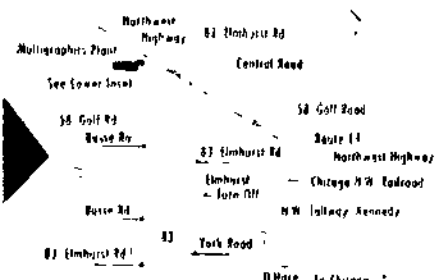 Northwest
Highway
83 Elmhurst Rd
Multigraphics Plant
Central Road
See Lower Inset
58 Golf Rd
58 Golf Road
Busse Rd
Route 14
Northwest Highway
83 Elmhurst Rd
Elmhurst
Turn Off
Chicago N.W. Railroad
Busse Rd
N.W. Kennedy
83
York Road
83 Elmhurst Rd
O'Hare
To Chicago